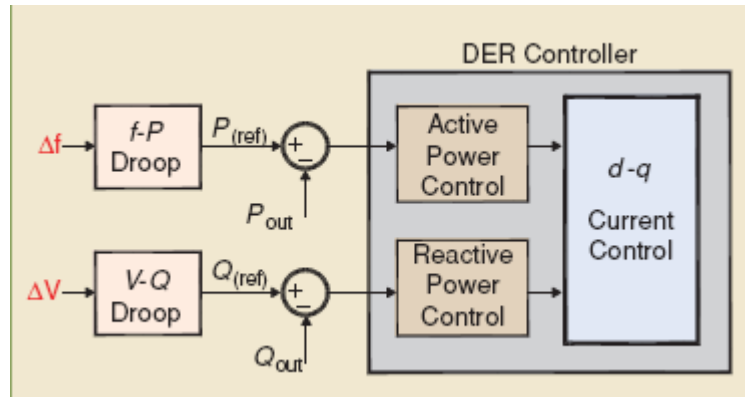 DER Controller
Δf
f-P
Droop
P(ref)
+
−
Pout
Active
Power
Control
d-q
Current
Control
ΔV
V-Q
Droop
Q(ref)
+
−
Qout
Reactive
Power
Control